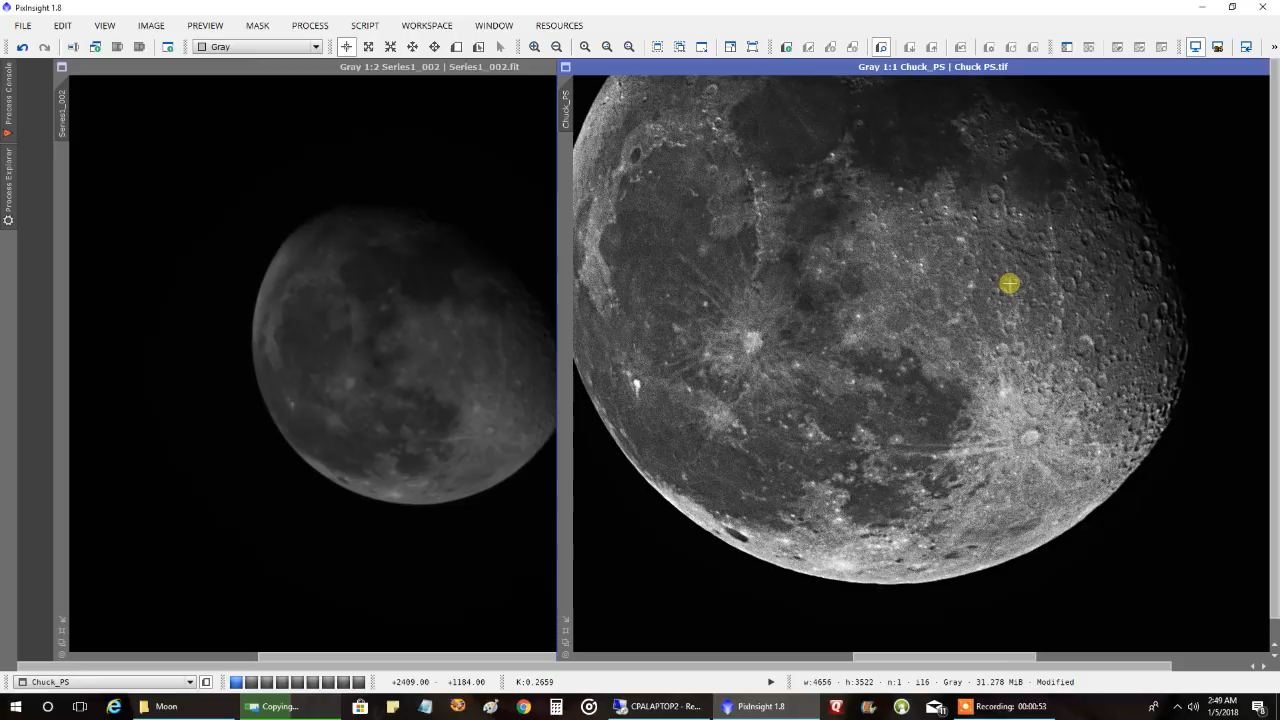 PixInsight 1.8
FILE EDIT VIEW IMAGE PREVIEW MASK PROCESS SCRIPT WORKSPACE WINDOW RESOURCES
Gray
»
Process Console
Process Explorer
Gray 1:2 Series1_002 | Series1_002.fit
Series1_002
Gray 1:1 Chuck_PS | Chuck PS.tif
Chuck_PS
Chuck_PS
+2409.00 · +1184.00
K:0.2659
w:4656 · h:3522 · n:1 · i16 · Gray · 31.278 MiB · Modified
Moon
Copying...
CPALAPTOP2 - Re...
PixInsight 1.8
Recording: 00:00:53
2:49 AM
1/5/2018